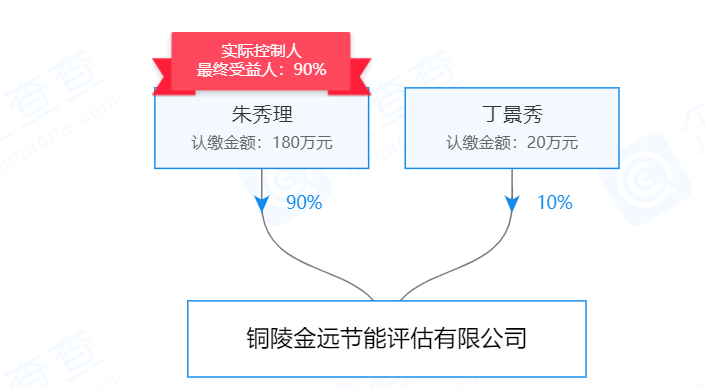 实际控制人
最终受益人：90%
朱秀理
认缴金额：180万元
丁景秀
认缴金额：20万元
90%
10%
铜陵金远节能评估有限公司